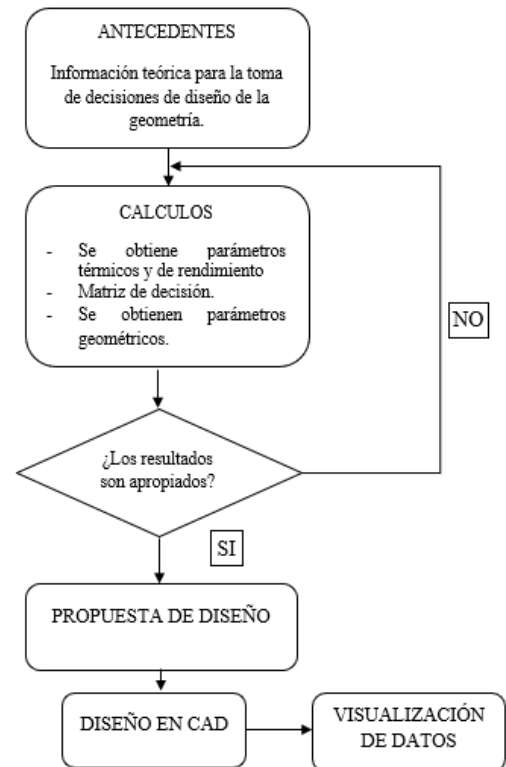 ANTECEDENTES
Información teórica para la toma
de decisiones de diseño de la
geometría.
CALCULOS
- Se obtiene parámetros
térmicos y de rendimiento
- Matriz de decisión.
- Se obtienen parámetros
geométricos.
NO
¿Los resultados
son apropiados?
SI
PROPUESTA DE DISEÑO
DISEÑO EN CAD
VISUALIZACIÓN
DE DATOS